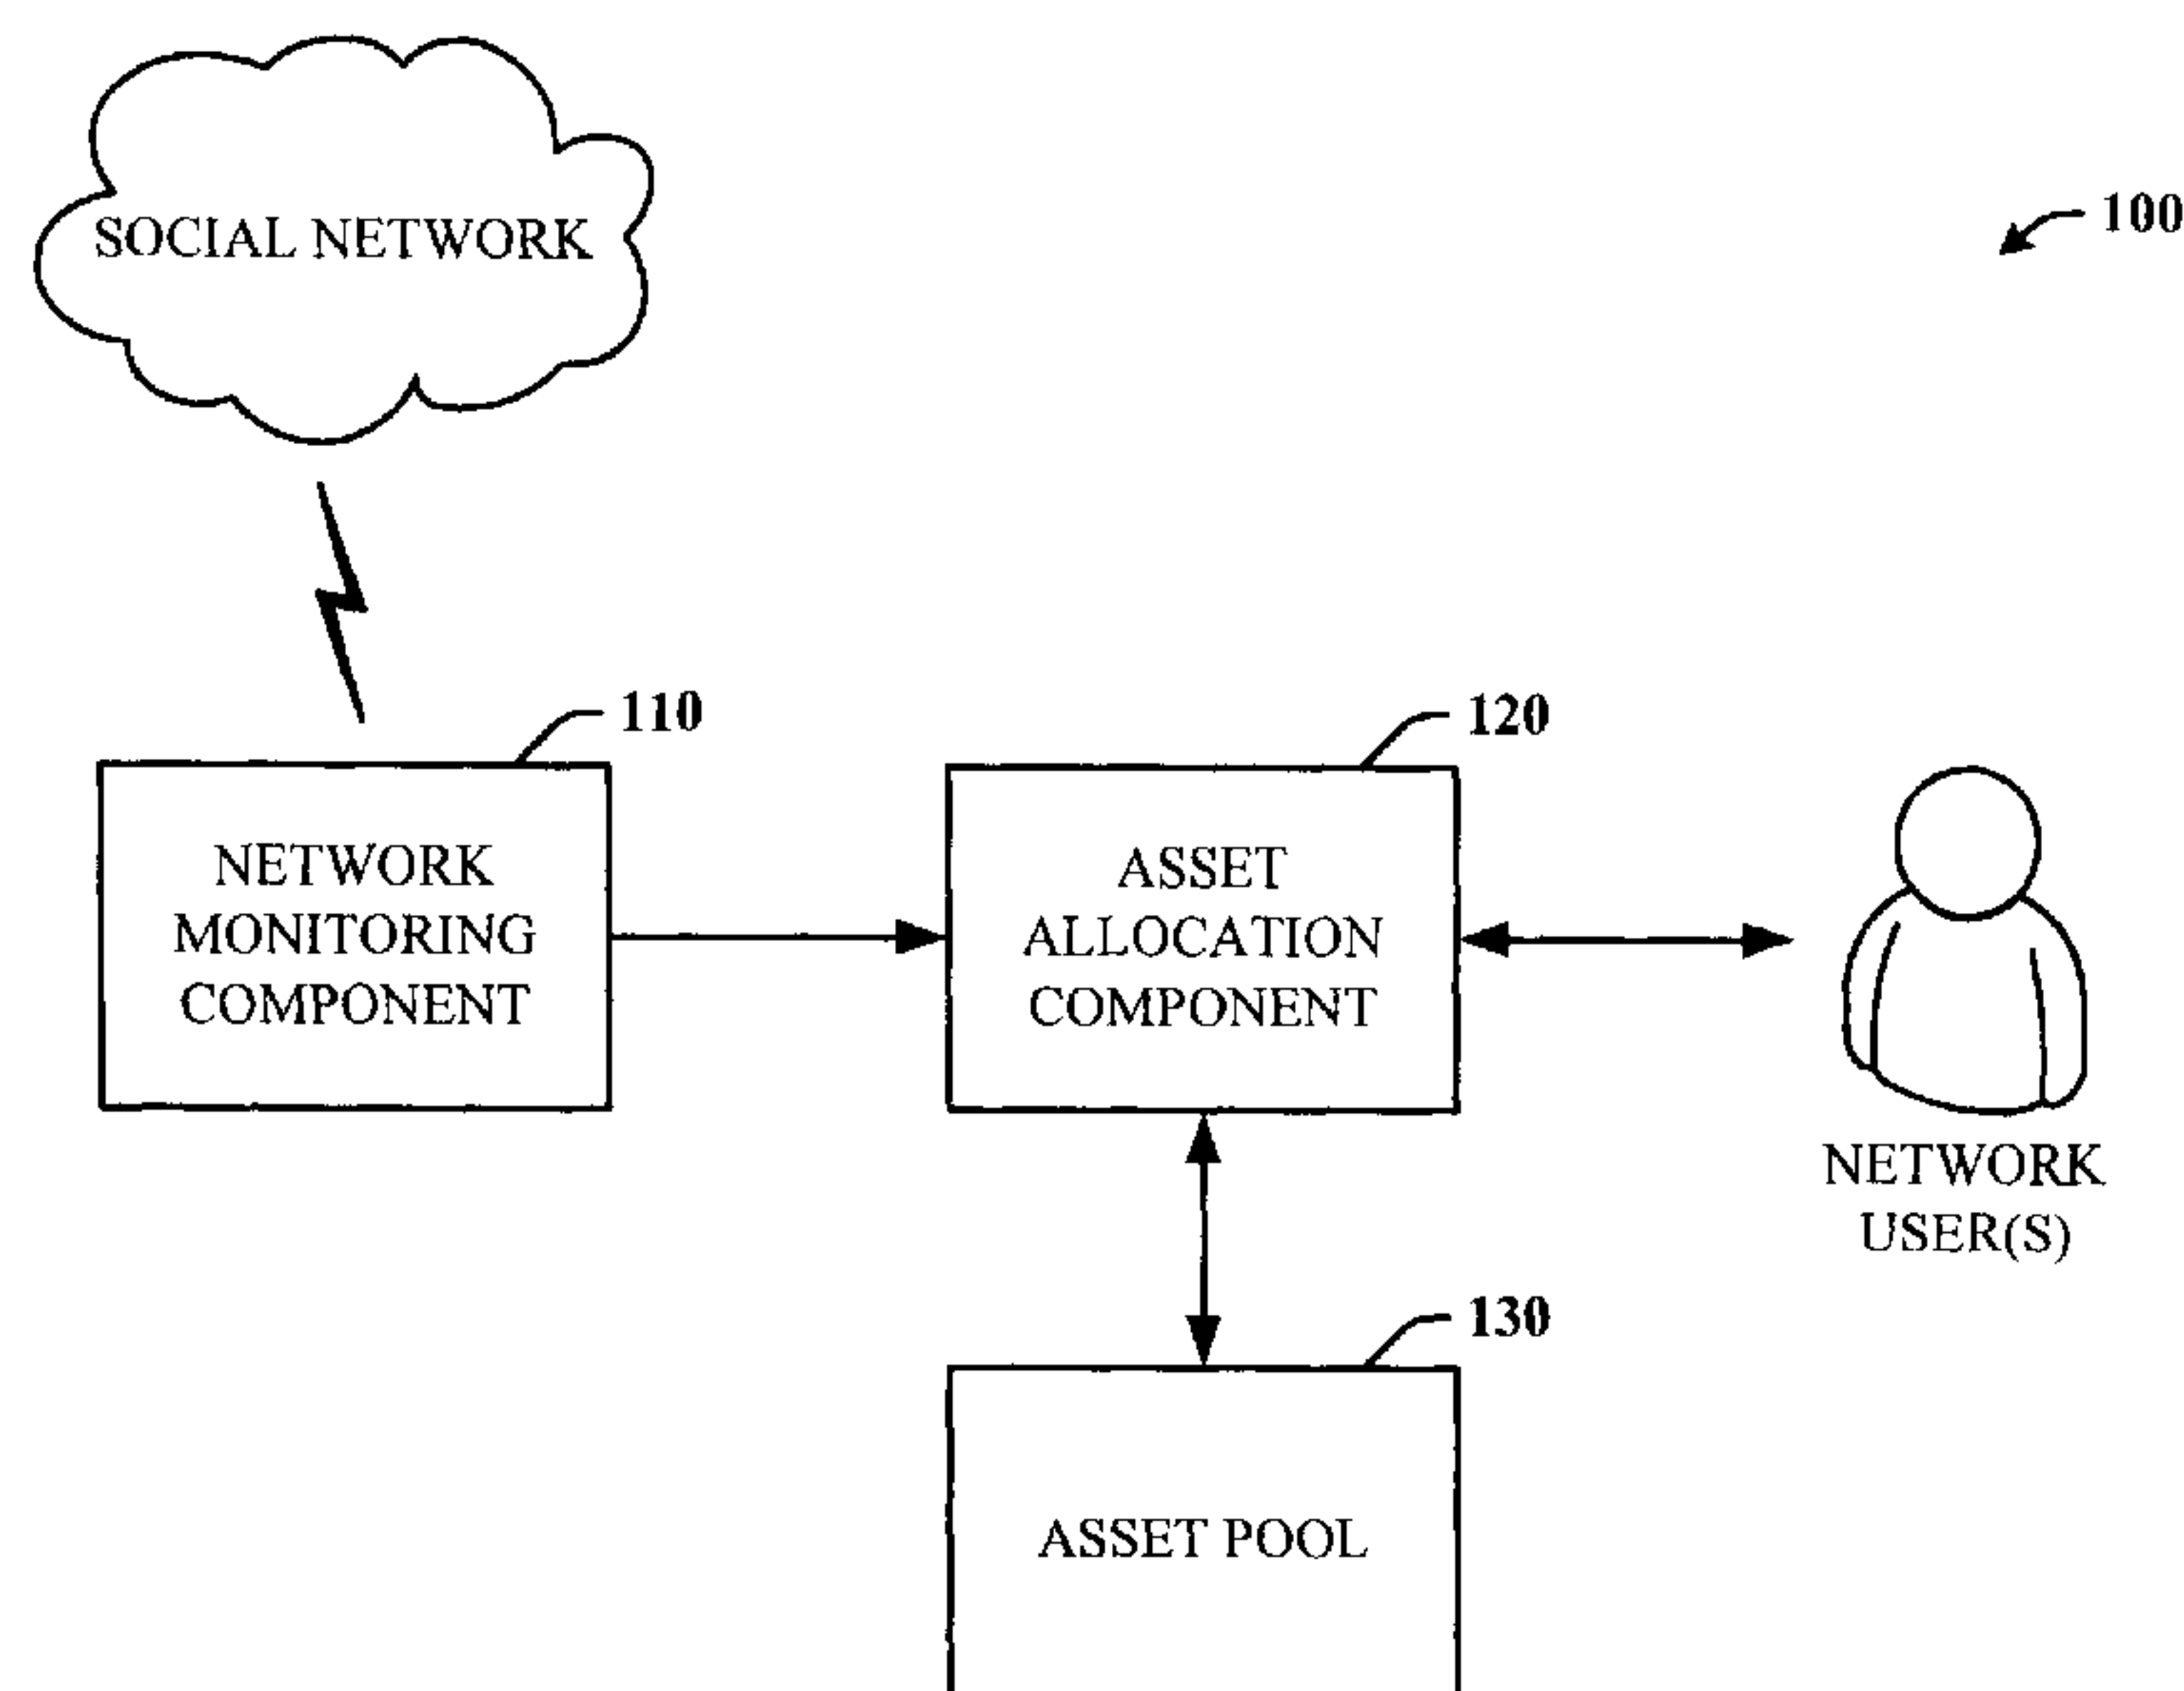 SOCIAL NETWORK
100
110
120
NETWORK
MONITORING
COMPONENT
ASSET
ALLOCATION
COMPONENT
NETWORK
USER(S)
130
ASSET POOL